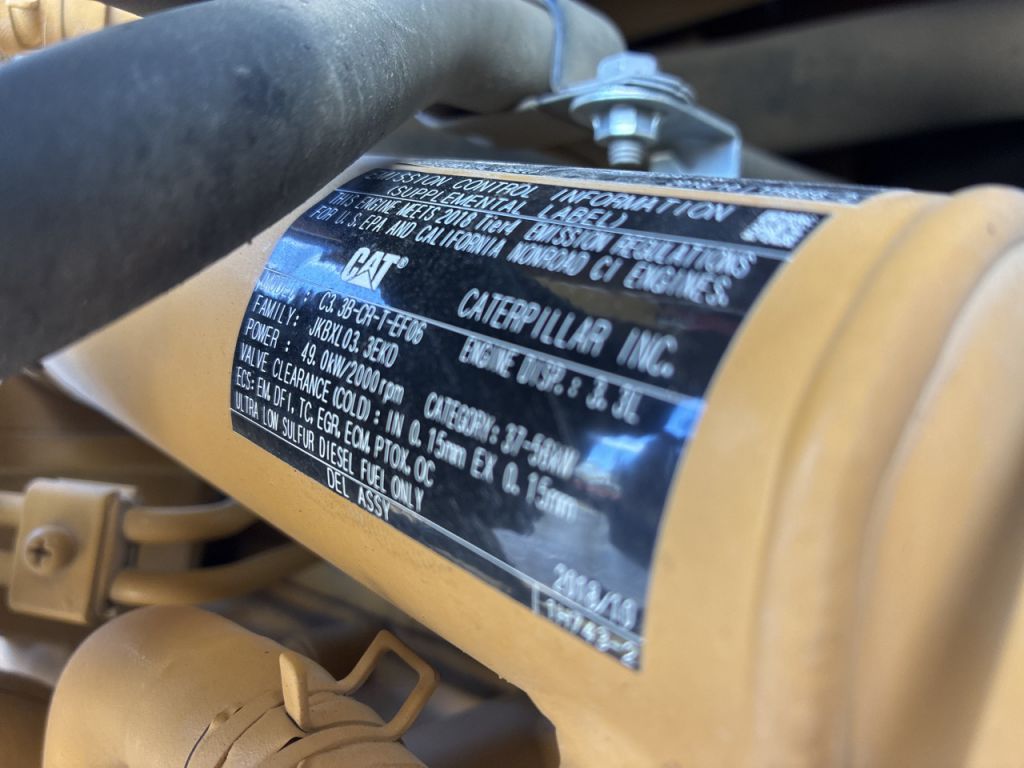 EMISSION CONTROL INFORMATION
(SUPPLEMENTAL LABEL)
THIS ENGINE MEETS 2018 Tier4 EMISSION REGULATIONS
FOR U.S. EPA AND CALIFORNIA NONROAD CI ENGINES.
CAT® CATERPILLAR INC.
MODEL : C3.3B-CR-T-EF06 ENGINE DISP.: 3.3L
FAMILY: JKBXL03.3EKD
POWER : 49.0kW/2000rpm CATEGORY: 37-56kW
VALVE CLEARANCE(COLD): IN 0.15mm EX 0.15mm
ECS: EM, DFI, TC, EGR, ECM, PTOX, OC
ULTRA LOW SULFUR DIESEL FUEL ONLY
DEL ASSY 2018/10